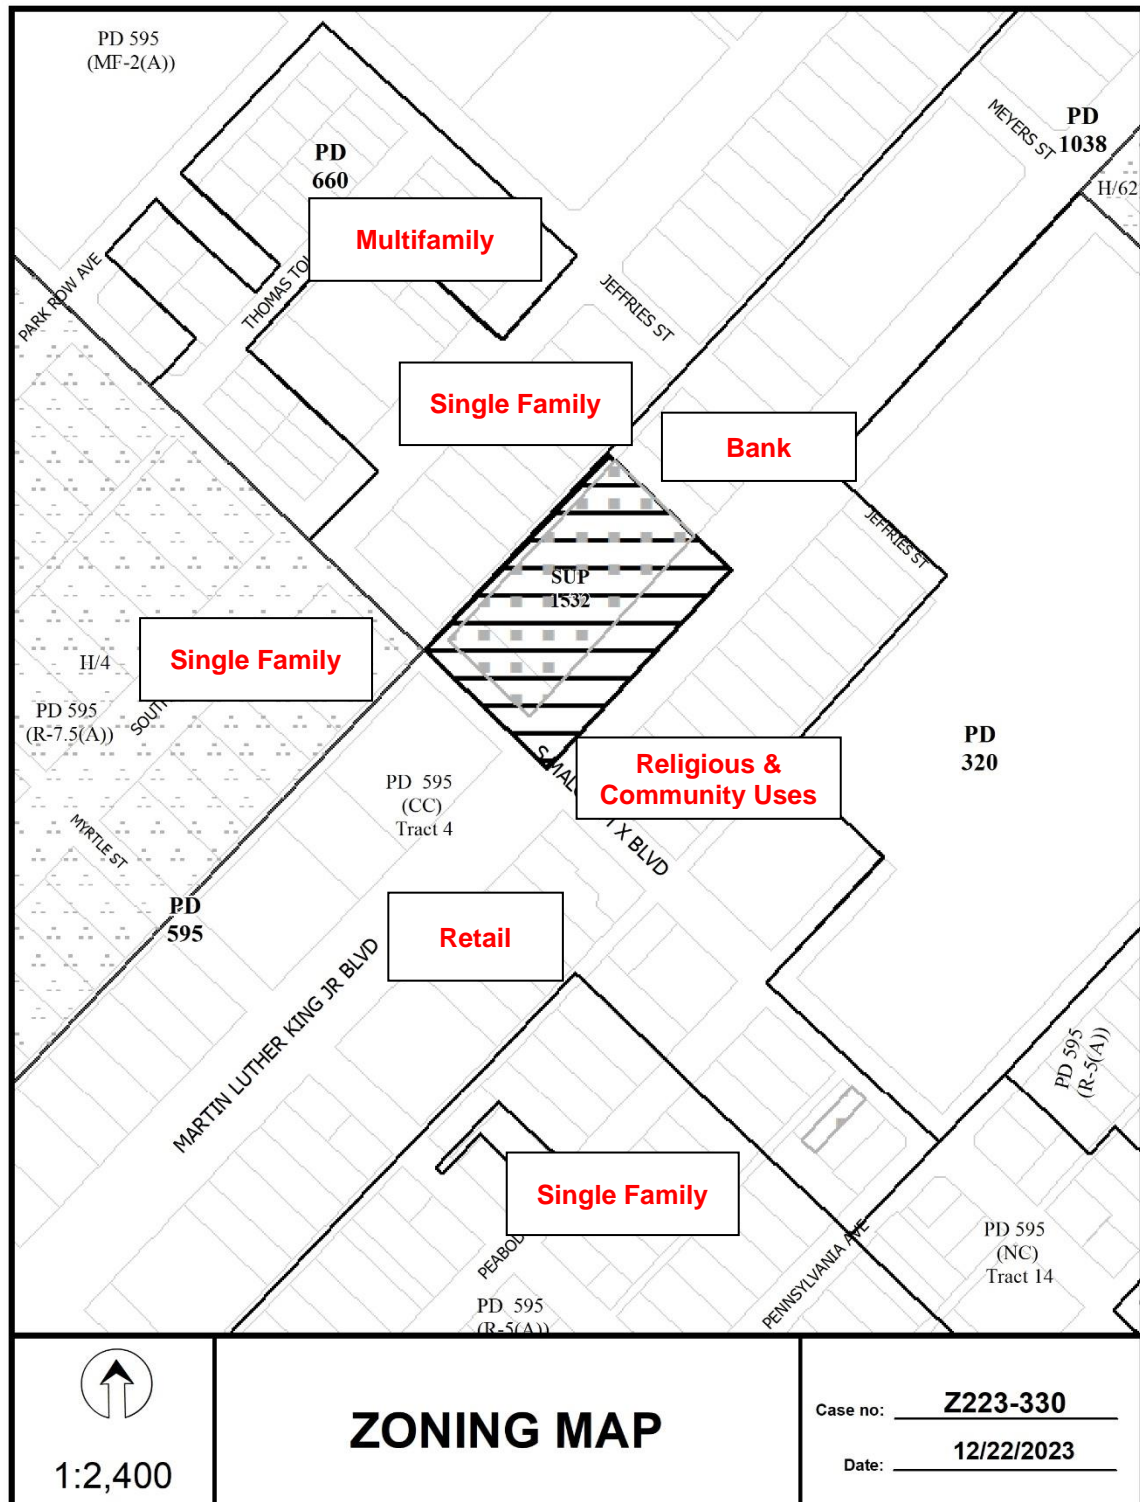 PD 595
(MF-2(A))
PD
660
MEYERS ST
PD
1038
H/62
Multifamily
PARK ROW AVE
THOMAS
JEFFRIES ST
Single Family
Bank
JEFFRIES ST
SUP
1532
H/4
Single Family
PD 595
(R-7.5(A))
PD
320
Religious &
Community Uses
PD 595
(CC)
Tract 4
X BLVD
MYRTLE ST
PD
595
Retail
MARTIN LUTHER KING JR BLVD
PD 595
(R-5(A))
Single Family
PENNSYLVANIA AVE
PD 595
(NC)
Tract 14
PD 595
(R-5(A))
1:2,400
ZONING MAP
Case no: Z223-330
Date: 12/22/2023